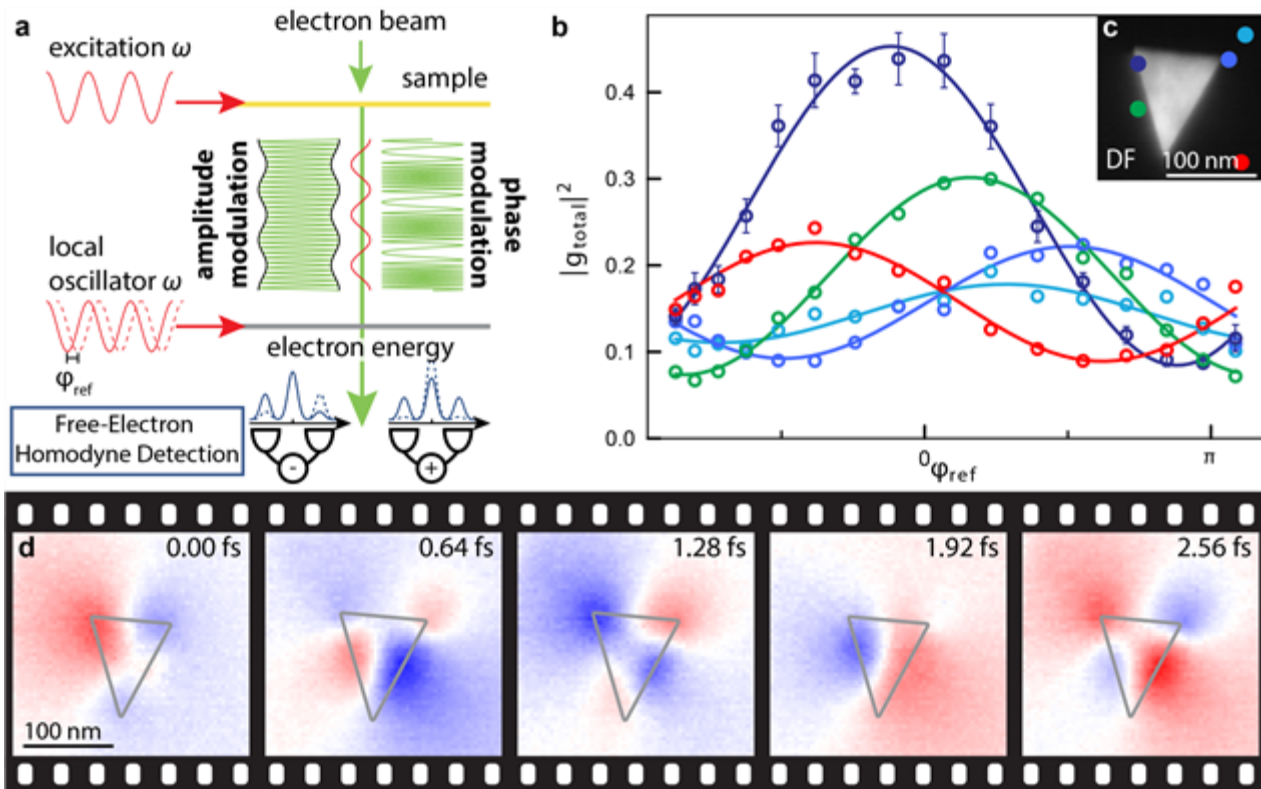 a
excitation ω
electron beam
sample
amplitude
modulation
phase
modulation
local
oscillator ω
φref
electron energy
Free-Electron
Homodyne Detection
-
+
b
|gtotal|²
0.4
0.3
0.2
0.1
0.0
0
φref
π
c
DF
100 nm
d
0.00 fs
0.64 fs
1.28 fs
1.92 fs
2.56 fs
100 nm